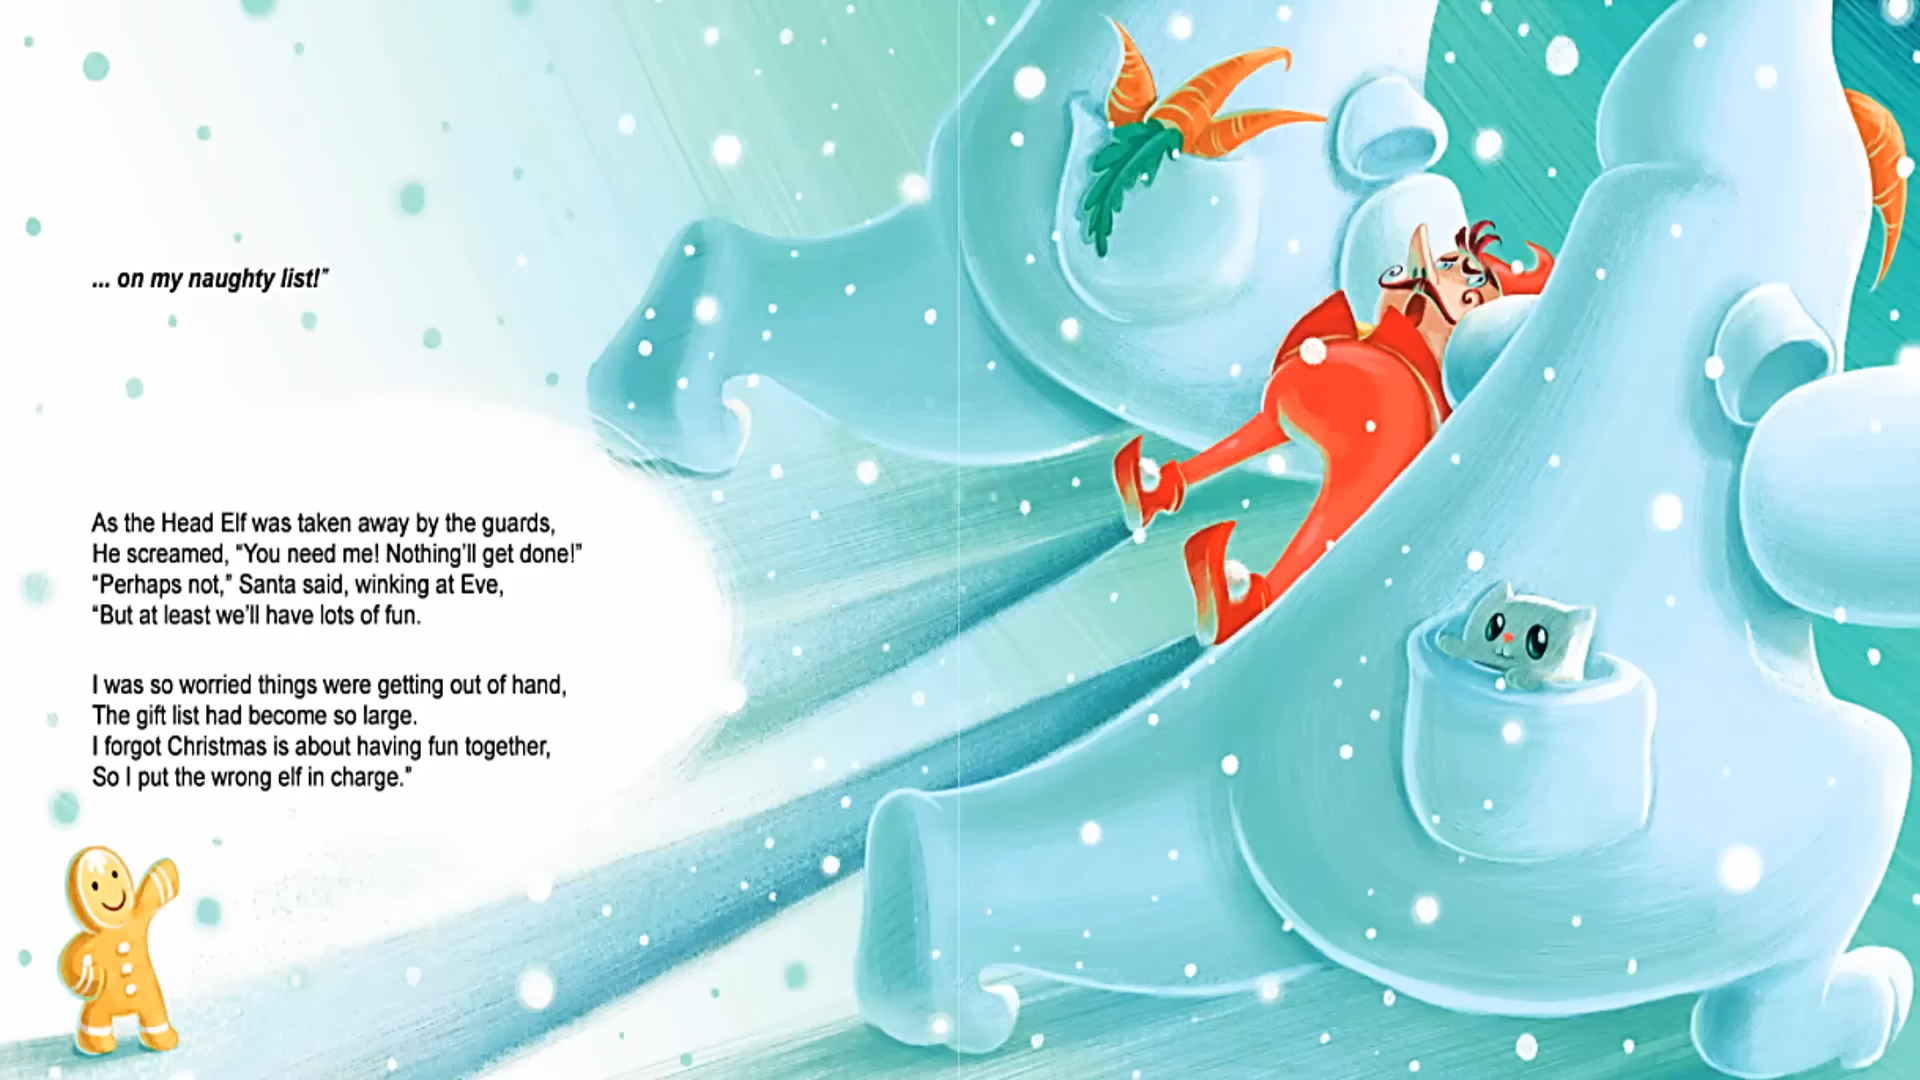 ... on my naughty list!”
As the Head Elf was taken away by the guards,
He screamed, “You need me! Nothing’ll get done!”
“Perhaps not,” Santa said, winking at Eve,
“But at least we’ll have lots of fun.
I was so worried things were getting out of hand,
The gift list had become so large.
I forgot Christmas is about having fun together,
So I put the wrong elf in charge.”